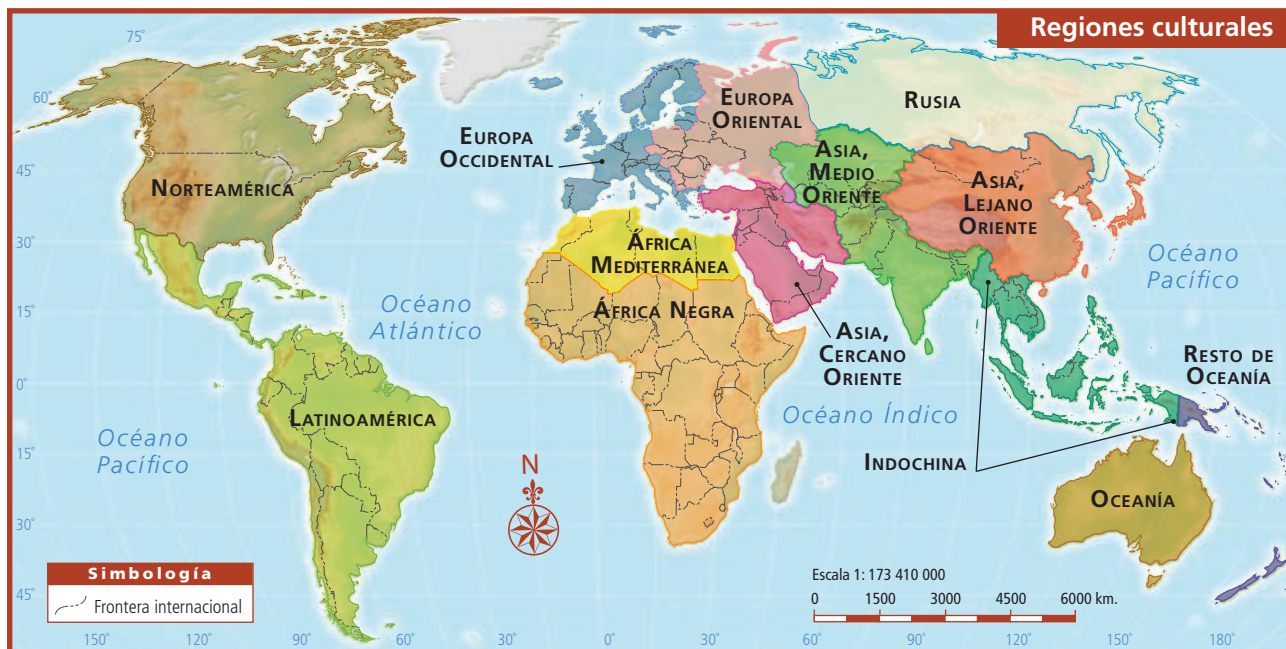 Regiones culturales
75°
60°
45°
30°
15°
0°
15°
30°
45°
NORTEAMÉRICA
EUROPA
OCCIDENTAL
EUROPA
ORIENTAL
RUSIA
ASIA,
MEDIO
ORIENTE
ASIA,
LEJANO
ORIENTE
ÁFRICA
MEDITERRÁNEA
ÁFRICA NEGRA
ASIA,
CERCANO
ORIENTE
Océano
Pacífico
Océano
Atlántico
RESTO DE
OCEANÍA
LATINOAMÉRICA
Océano Índico
Océano
Pacífico
INDOCHINA
OCEANÍA
N
Simbología
Frontera internacional
Escala 1: 173 410 000
0 1500 3000 4500 6000 km.
150° 120° 90° 60° 30° 0° 30° 60° 90° 120° 150° 180°